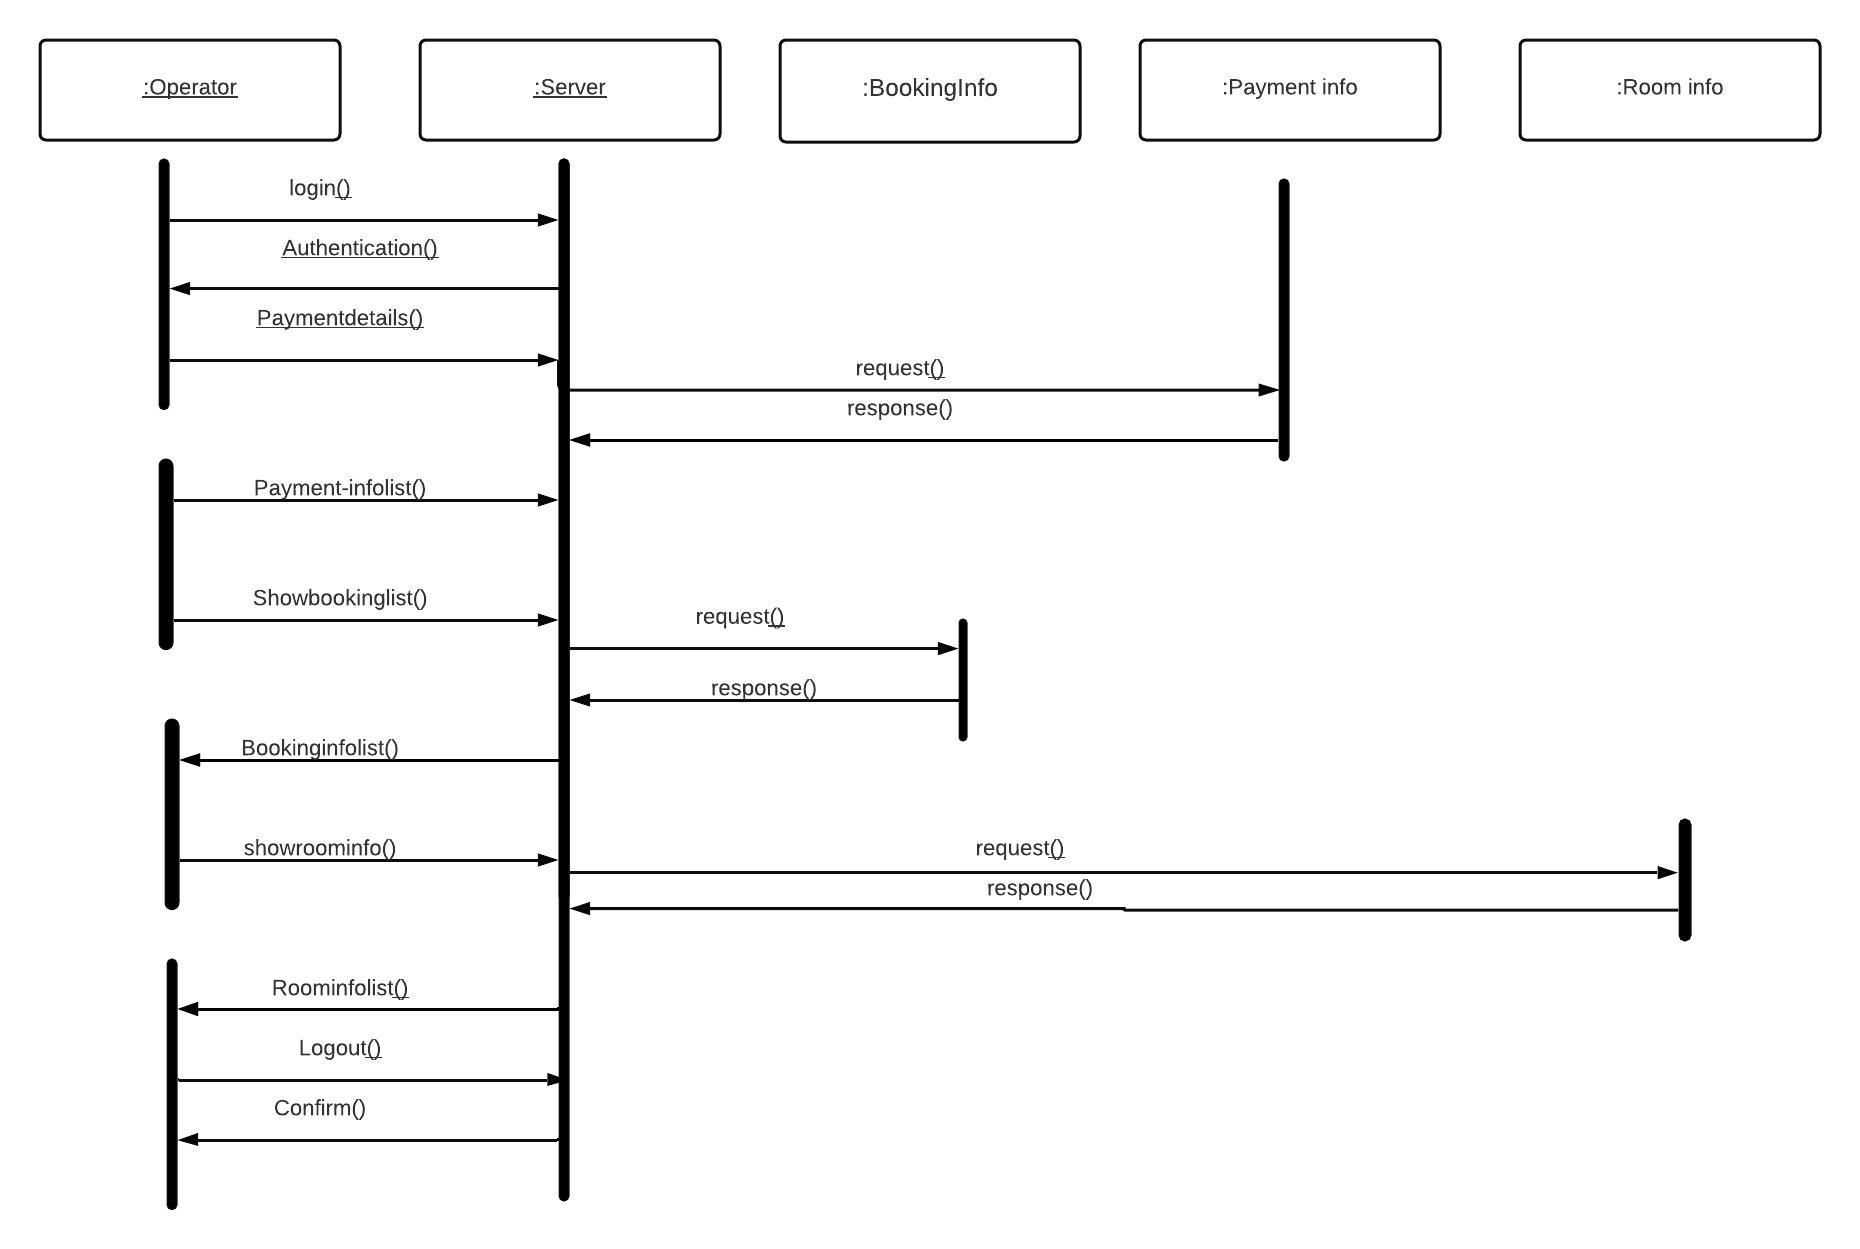 :Operator
:Server
:BookingInfo
:Payment info
:Room info
login()
Authentication()
Paymentdetails()
request()
response()
Payment-infolist()
Showbookinglist()
request()
response()
Bookinginfolist()
showroominfo()
request()
response()
Roominfolist()
Logout()
Confirm()